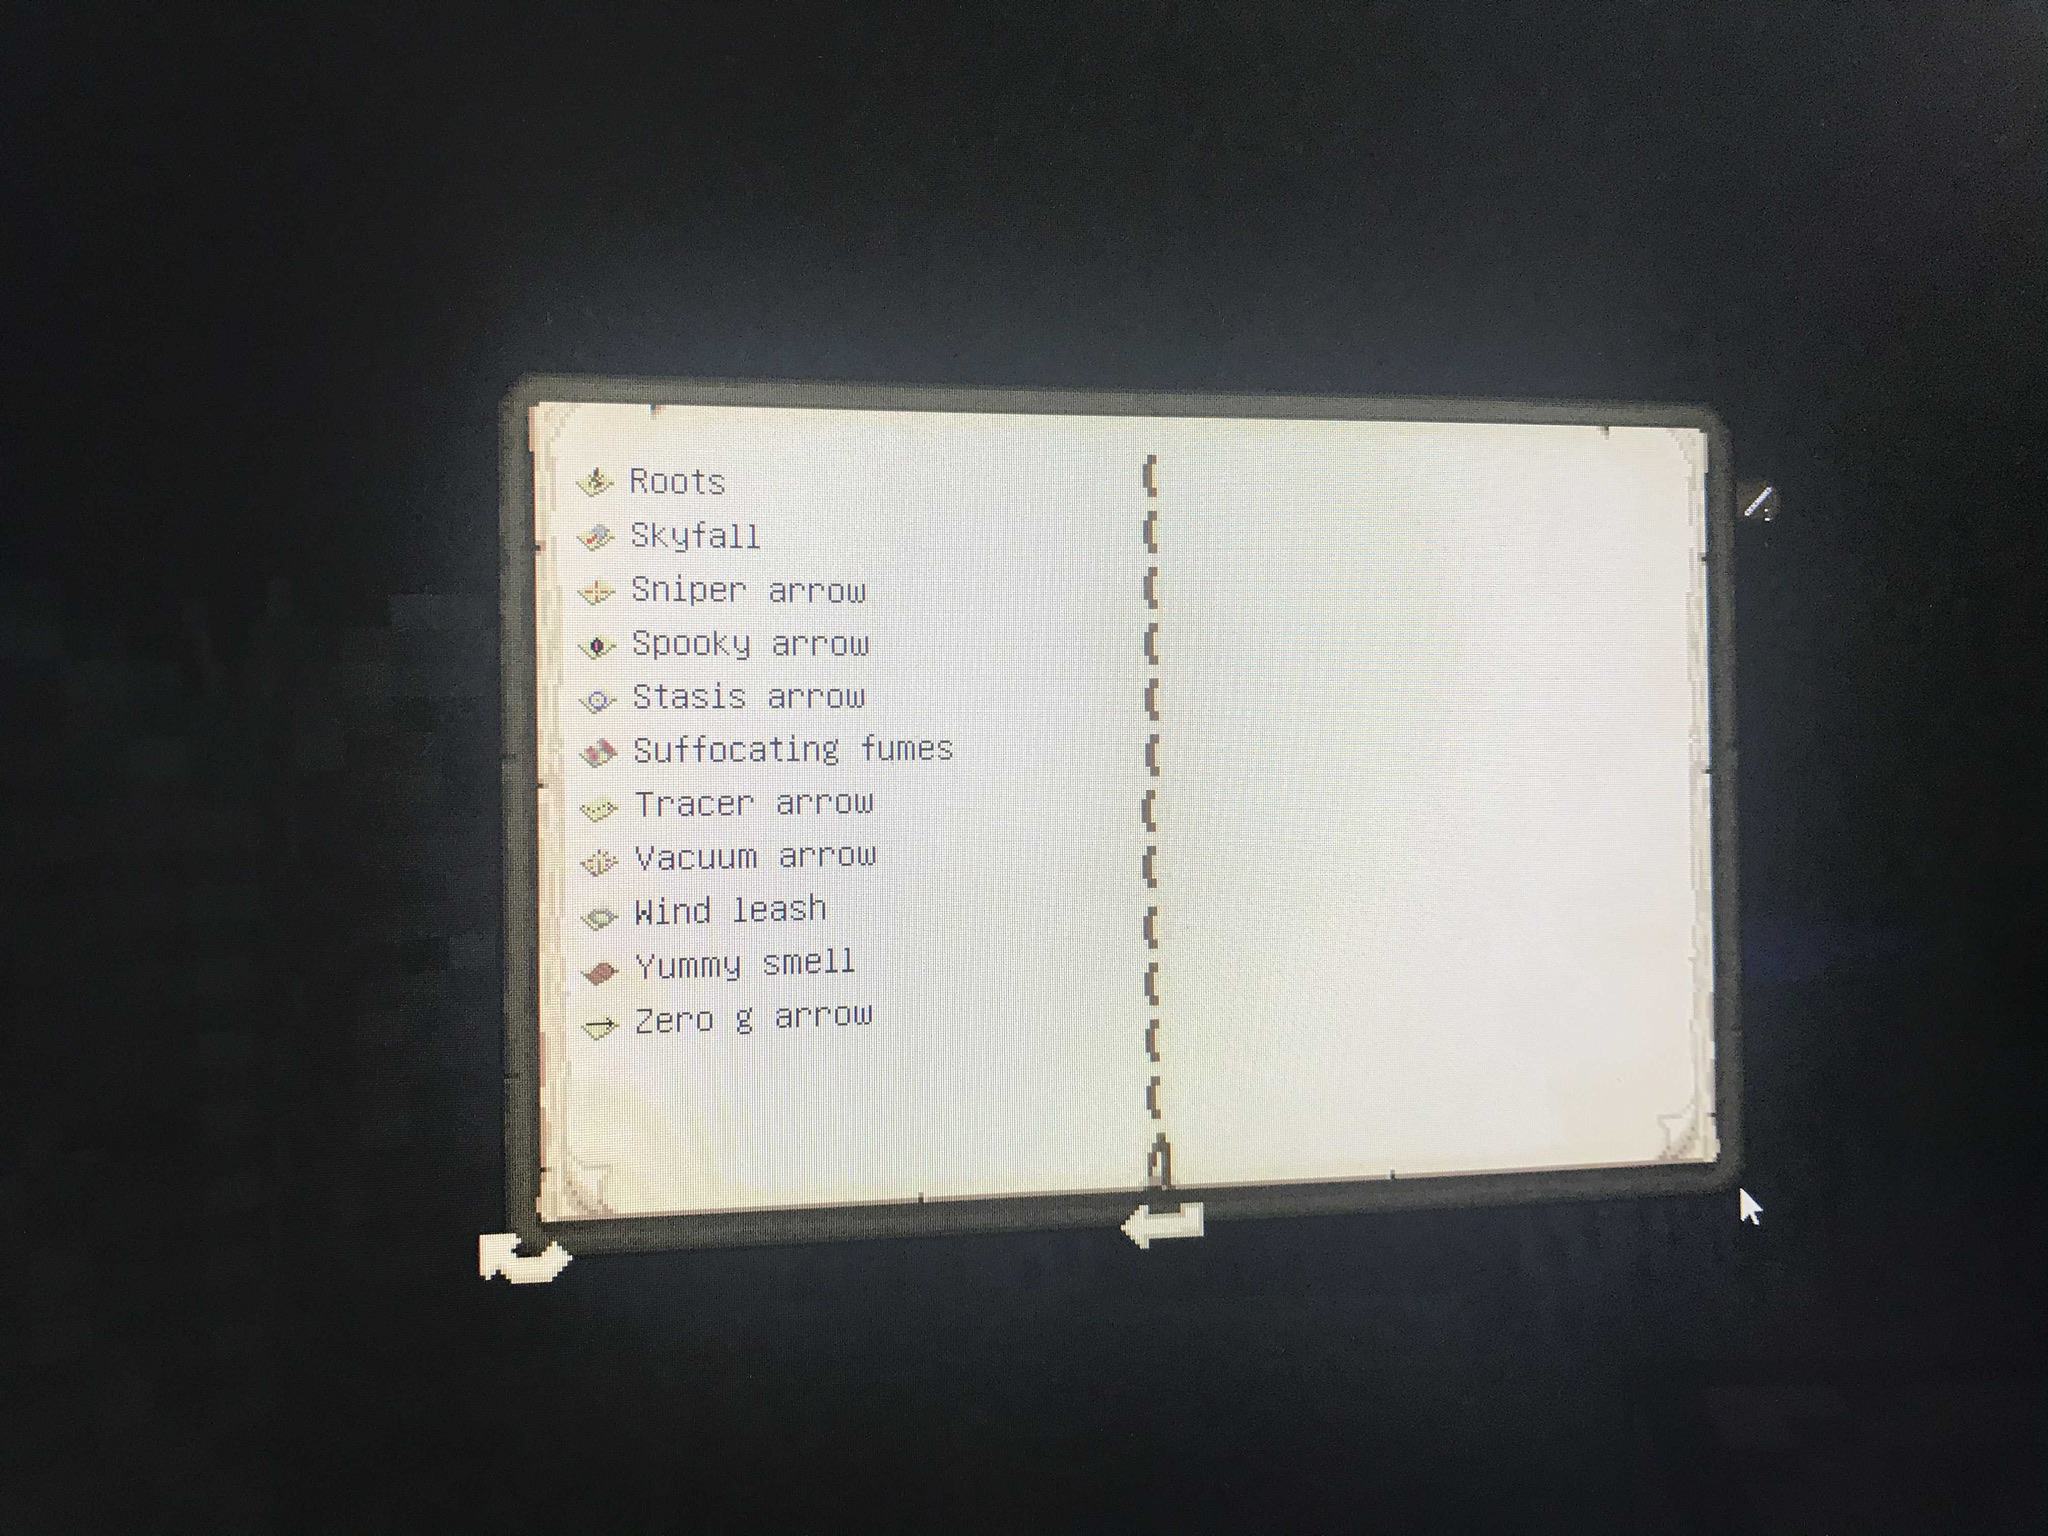 Roots
Skyfall
Sniper arrow
Spooky arrow
Stasis arrow
Suffocating fumes
Tracer arrow
Vacuum arrow
Wind leash
Yummy smell
Zero g arrow